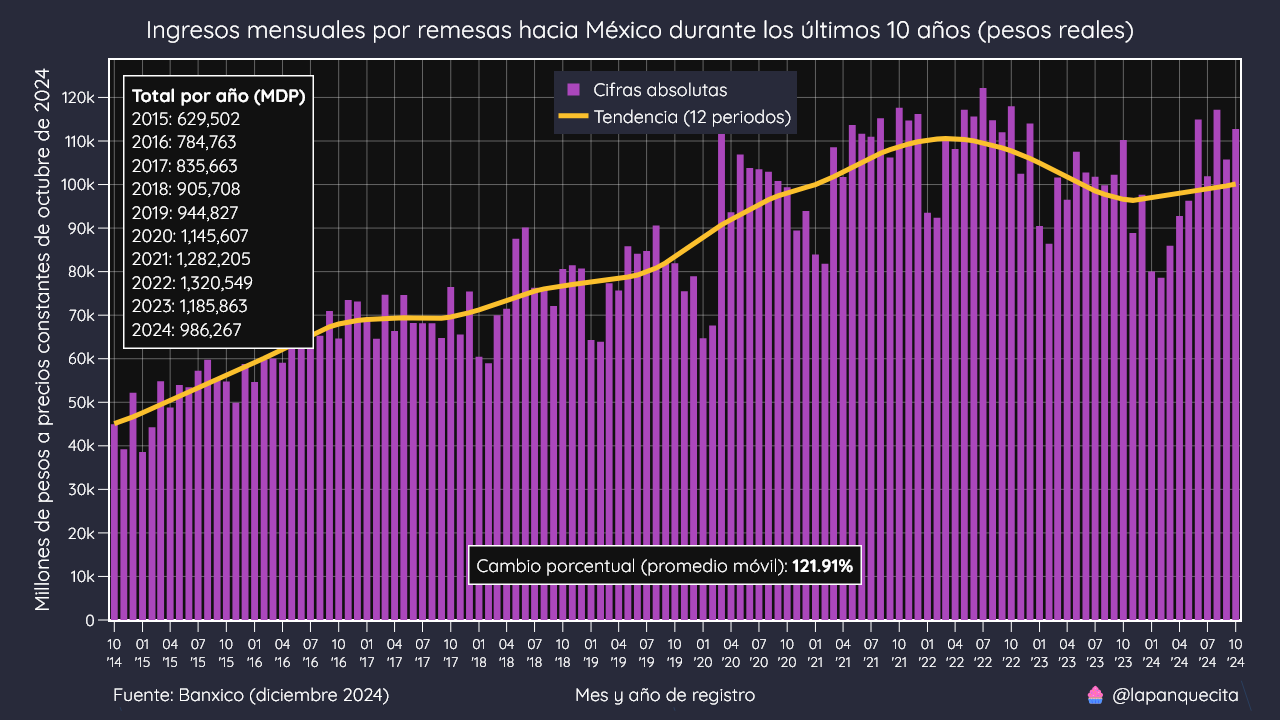 Ingresos mensuales por remesas hacia México durante los últimos 10 años (pesos reales)
Millones de pesos a precios constantes de octubre de 2024
120k
110k
100k
90k
80k
70k
60k
50k
40k
30k
20k
10k
0
Total por año (MDP)
2015: 629,502
2016: 784,763
2017: 835,663
2018: 905,708
2019: 944,827
2020: 1,145,607
2021: 1,282,205
2022: 1,320,549
2023: 1,185,863
2024: 986,267
Cifras absolutas
Tendencia (12 periodos)
Cambio porcentual (promedio móvil): 121.91%
10 01 04 07 10 01 04 07 10 01 04 07 10 01 04 07 10 01 04 07 10 01 04 07 10 01 04 07 10 01 04 07 10 01 04 07 10 01 04 07 10
'14 '15 '15 '15 '15 '16 '16 '16 '16 '17 '17 '17 '17 '18 '18 '18 '18 '19 '19 '19 '19 '20 '20 '20 '20 '21 '21 '21 '21 '22 '22 '22 '22 '23 '23 '23 '23 '24 '24 '24 '24
Fuente: Banxico (diciembre 2024)
Mes y año de registro
@lapanquecita